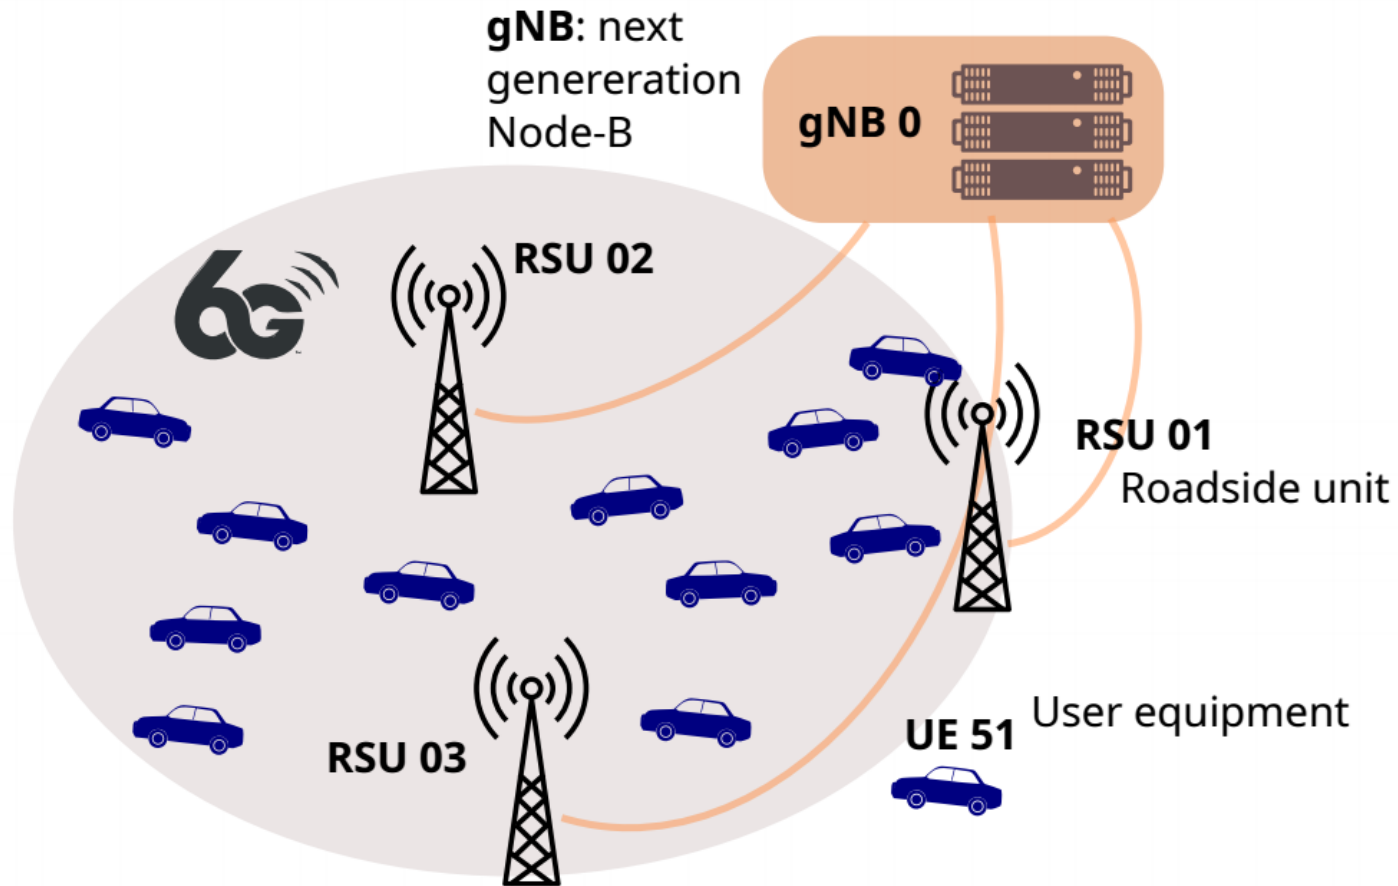 gNB: next
genereration
Node-B
gNB 0
RSU 02
6G
RSU 01
Roadside unit
User equipment
UE 51
RSU 03